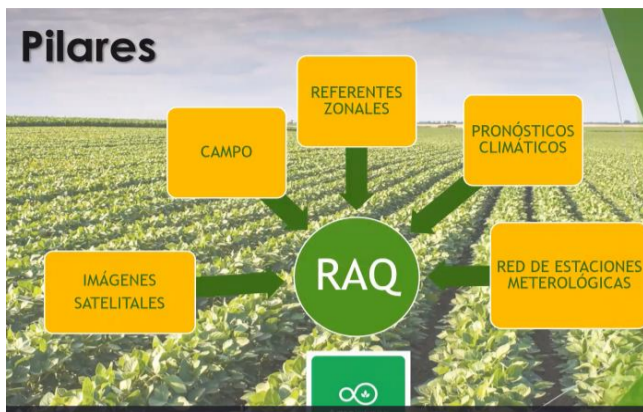 Pilares
REFERENTES
ZONALES
CAMPO
PRONÓSTICOS
CLIMÁTICOS
IMÁGENES
SATELITALES
RAQ
RED DE ESTACIONES
METEROLÓGICAS